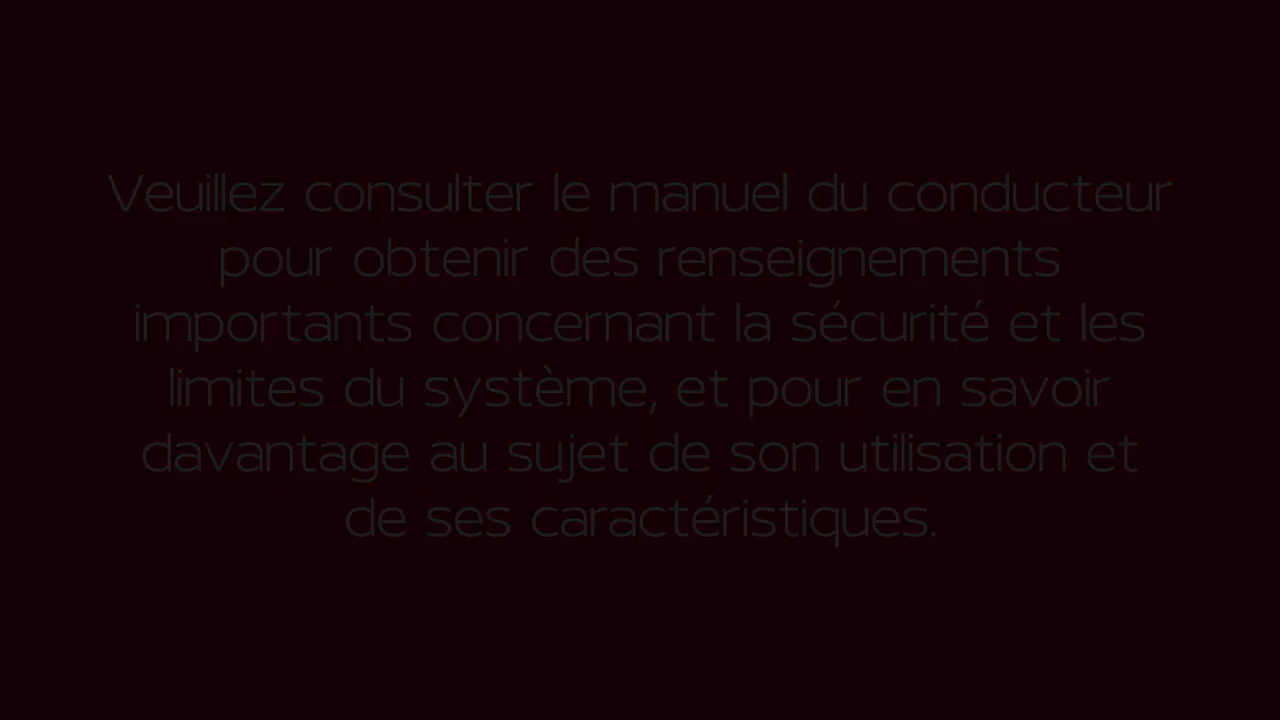 Veuillez consulter le manuel du conducteur
pour obtenir des renseignements
importants concernant la sécurité et les
limites du système, et pour en savoir
davantage au sujet de son utilisation et
de ses caractéristiques.